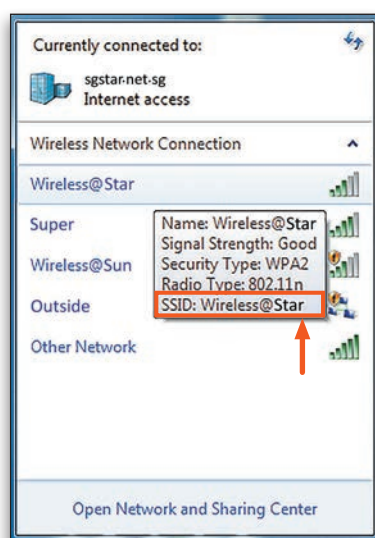 Currently connected to:
sgstar-net-sg
Internet access
Wireless Network Connection
Wireless@Star
Super
Name: Wireless@Star
Signal Strength: Good
Security Type: WPA2
Radio Type: 802.11n
SSID: Wireless@Star
Wireless@Sun
Outside
Other Network
Open Network and Sharing Center